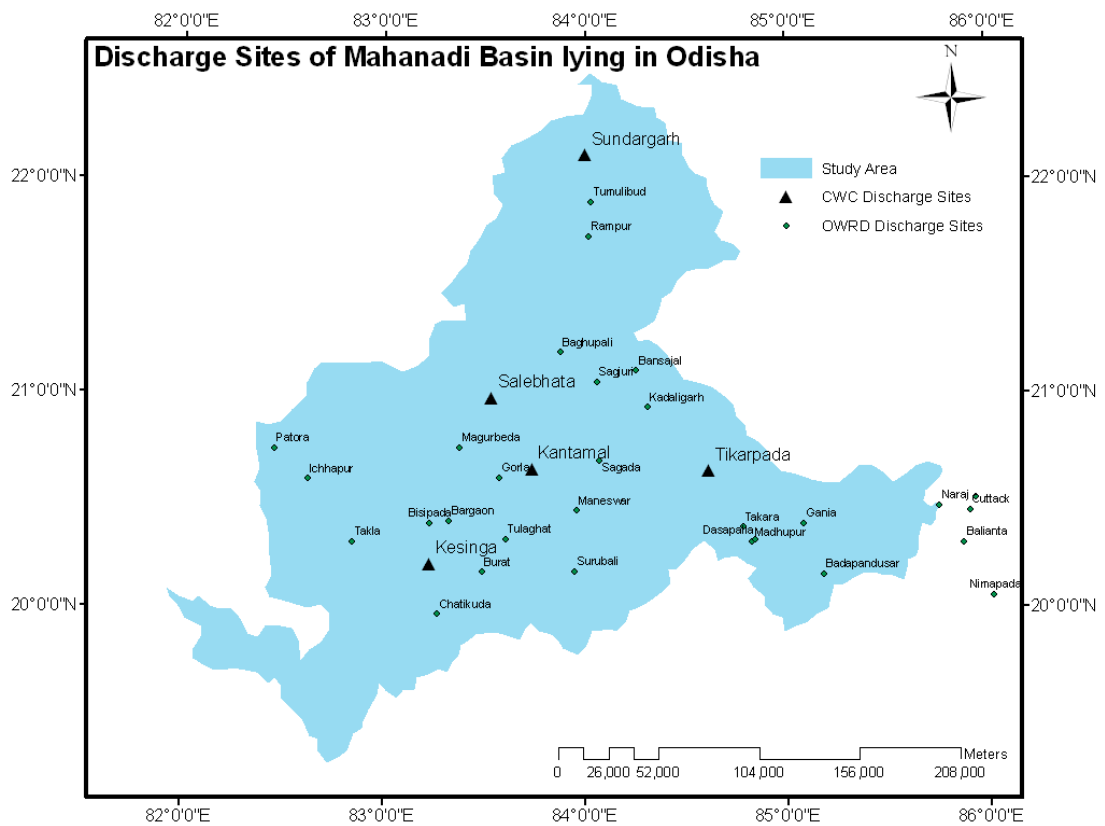 82°0'0"E 83°0'0"E 84°0'0"E 85°0'0"E 86°0'0"E
Discharge Sites of Mahanadi Basin lying in Odisha
N
Sundargarh
22°0'0"N
22°0'0"N
Study Area
CWC Discharge Sites
OWRD Discharge Sites
Tumulibud
Rampur
Baghupali
Bansajal
Sagjuri
21°0'0"N
21°0'0"N
Salebhata
Kadaligarh
Patora
Magurbeda
Kantamal
Tikarpada
Ichhapur
Gorla
Sagada
Naraj
Cuttack
Maneswar
Bisipada
Bargaon
Takara
Gania
Takla
Tulaghat
Dasapalla
Madhupur
Balianta
Kesinga
Burat
Surubali
Badapandusar
Nimapada
20°0'0"N
20°0'0"N
Chatikuda
Meters
0 26,000 52,000 104,000 156,000 208,000
82°0'0"E 83°0'0"E 84°0'0"E 85°0'0"E 86°0'0"E